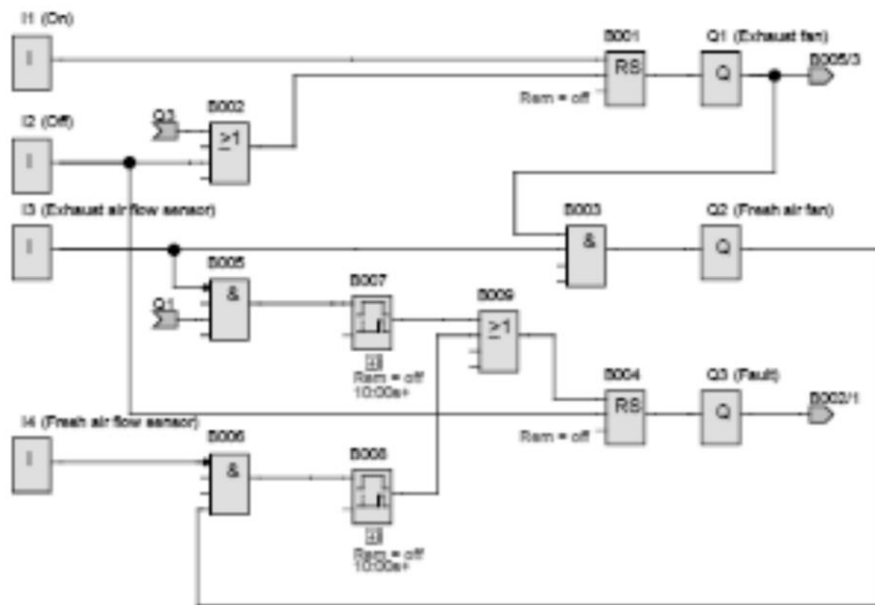 I1 (On)
I
B001
RS
Rem = off
Q1 (Exhaust fan)
Q
B005/3
I2 (Off)
I
Q3
B002
≥1
I3 (Exhaust air flow sensor)
I
B003
&
Q2 (Fresh air fan)
Q
B005
&
Q1
B007
Rem = off
10:00s+
B009
≥1
B004
RS
Rem = off
Q3 (Fault)
Q
B002/1
I4 (Fresh air flow sensor)
I
B006
&
B008
Rem = off
10:00s+